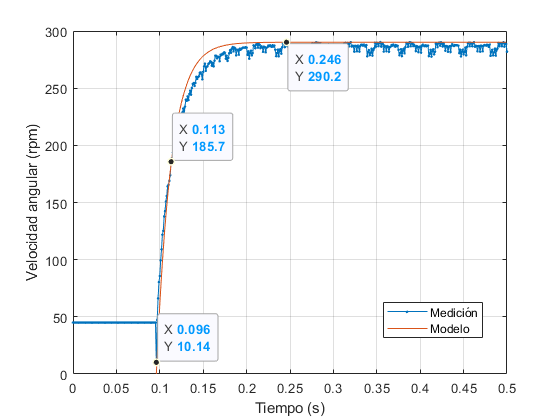 300
250
200
150
100
50
0
Velocidad angular (rpm)
X 0.246
Y 290.2
X 0.113
Y 185.7
X 0.096
Y 10.14
Medición
Modelo
0 0.05 0.1 0.15 0.2 0.25 0.3 0.35 0.4 0.45 0.5
Tiempo (s)